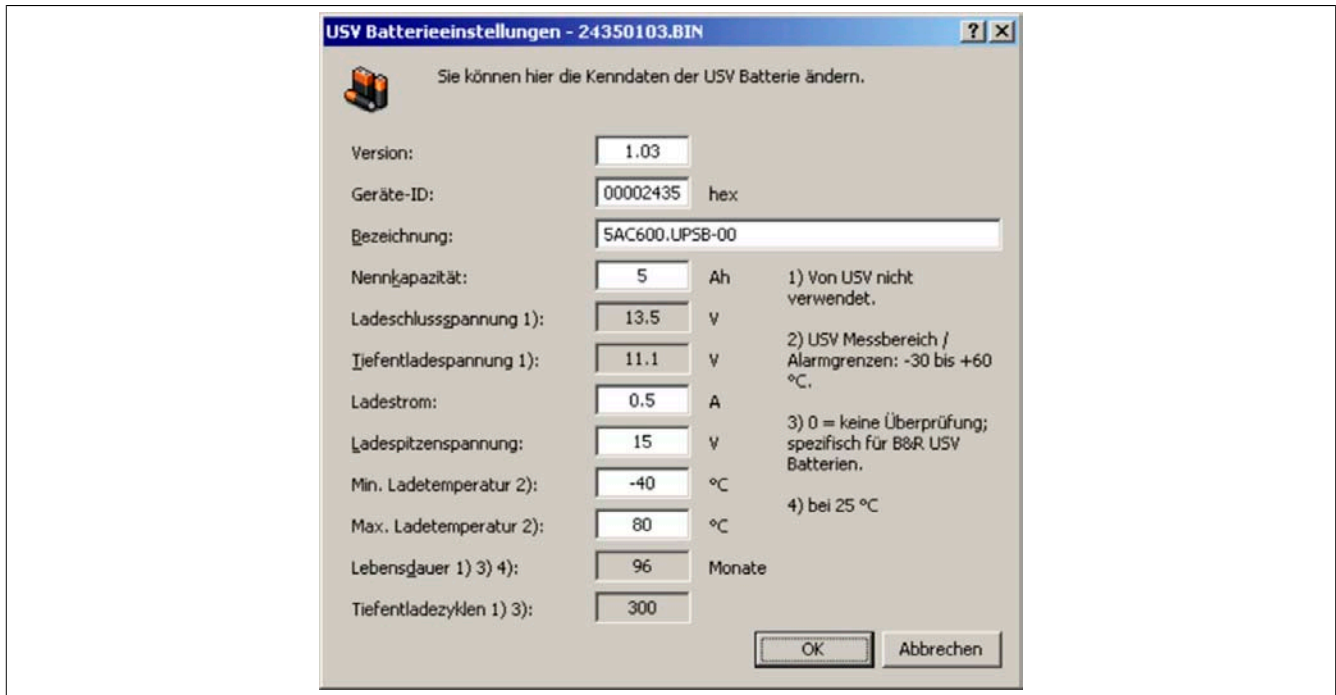 USV Batterieeinstellungen - 24350103.BIN
Sie können hier die Kenndaten der USV Batterie ändern.
Version: 1.03
Geräte-ID: 00002435 hex
Bezeichnung: 5AC600.UPSB-00
Nennkapazität: 5 Ah
Ladeschlussspannung 1): 13.5 V
Tiefentladespannung 1): 11.1 V
Ladestrom: 0.5 A
Ladespitzenspannung: 15 V
Min. Ladetemperatur 2): -40 °C
Max. Ladetemperatur 2): 80 °C
Lebensdauer 1) 3) 4): 96 Monate
Tiefentladezyklen 1) 3): 300
1) Von USV nicht
verwendet.
2) USV Messbereich /
Alarmgrenzen: -30 bis +60
°C.
3) 0 = keine Überprüfung;
spezifisch für B&R USV
Batterien.
4) bei 25 °C
OK Abbrechen